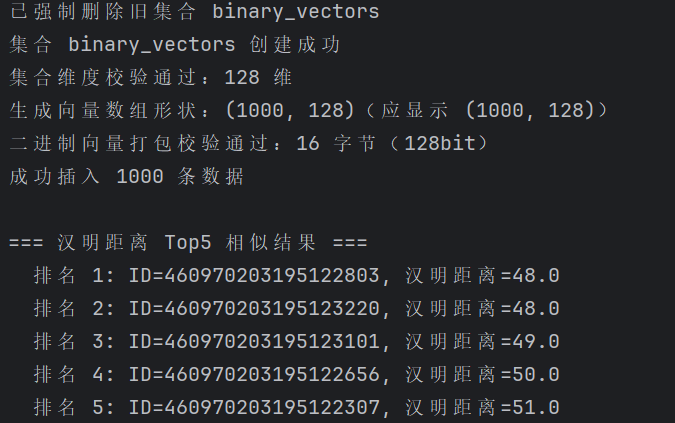 已强制删除旧集合 binary_vectors
集合 binary_vectors 创建成功
集合维度校验通过：128 维
生成向量数组形状：(1000, 128)（应显示 (1000, 128)）
二进制向量打包校验通过：16 字节（128bit）
成功插入 1000 条数据
=== 汉明距离 Top5 相似结果 ===
排名 1: ID=460970203195122803, 汉明距离=48.0
排名 2: ID=460970203195123220, 汉明距离=48.0
排名 3: ID=460970203195123101, 汉明距离=49.0
排名 4: ID=460970203195122656, 汉明距离=50.0
排名 5: ID=460970203195122307, 汉明距离=51.0